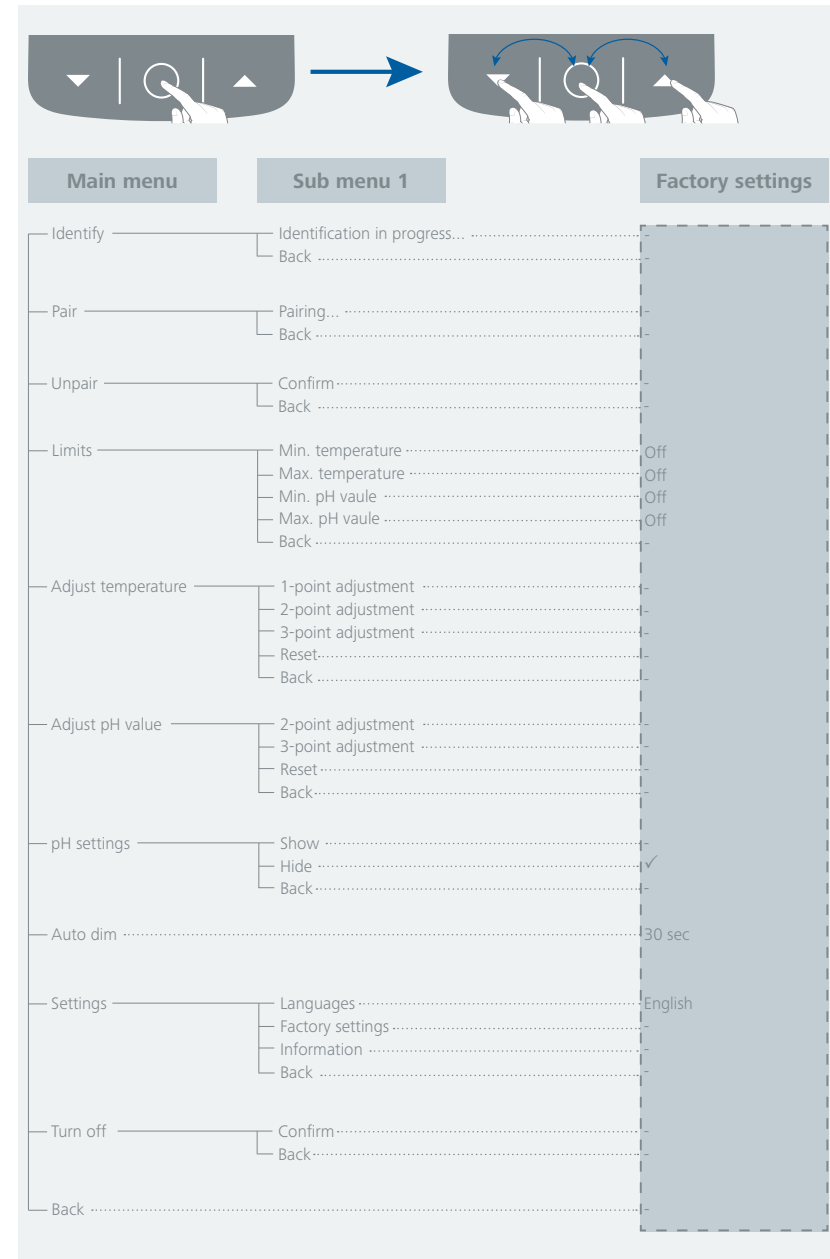 Main menu Sub menu 1 Factory settings
Identify Identification in progress... -
Back -
Pair Pairing... -
Back -
Unpair Confirm -
Back -
Limits Min. temperature Off
Max. temperature Off
Min. pH vaule Off
Max. pH vaule Off
Back -
Adjust temperature 1-point adjustment -
2-point adjustment -
3-point adjustment -
Reset -
Back -
Adjust pH value 2-point adjustment -
3-point adjustment -
Reset -
Back -
pH settings Show -
Hide ✓
Back -
Auto dim 30 sec
Settings Languages English
Factory settings -
Information -
Back -
Turn off Confirm -
Back -
Back -